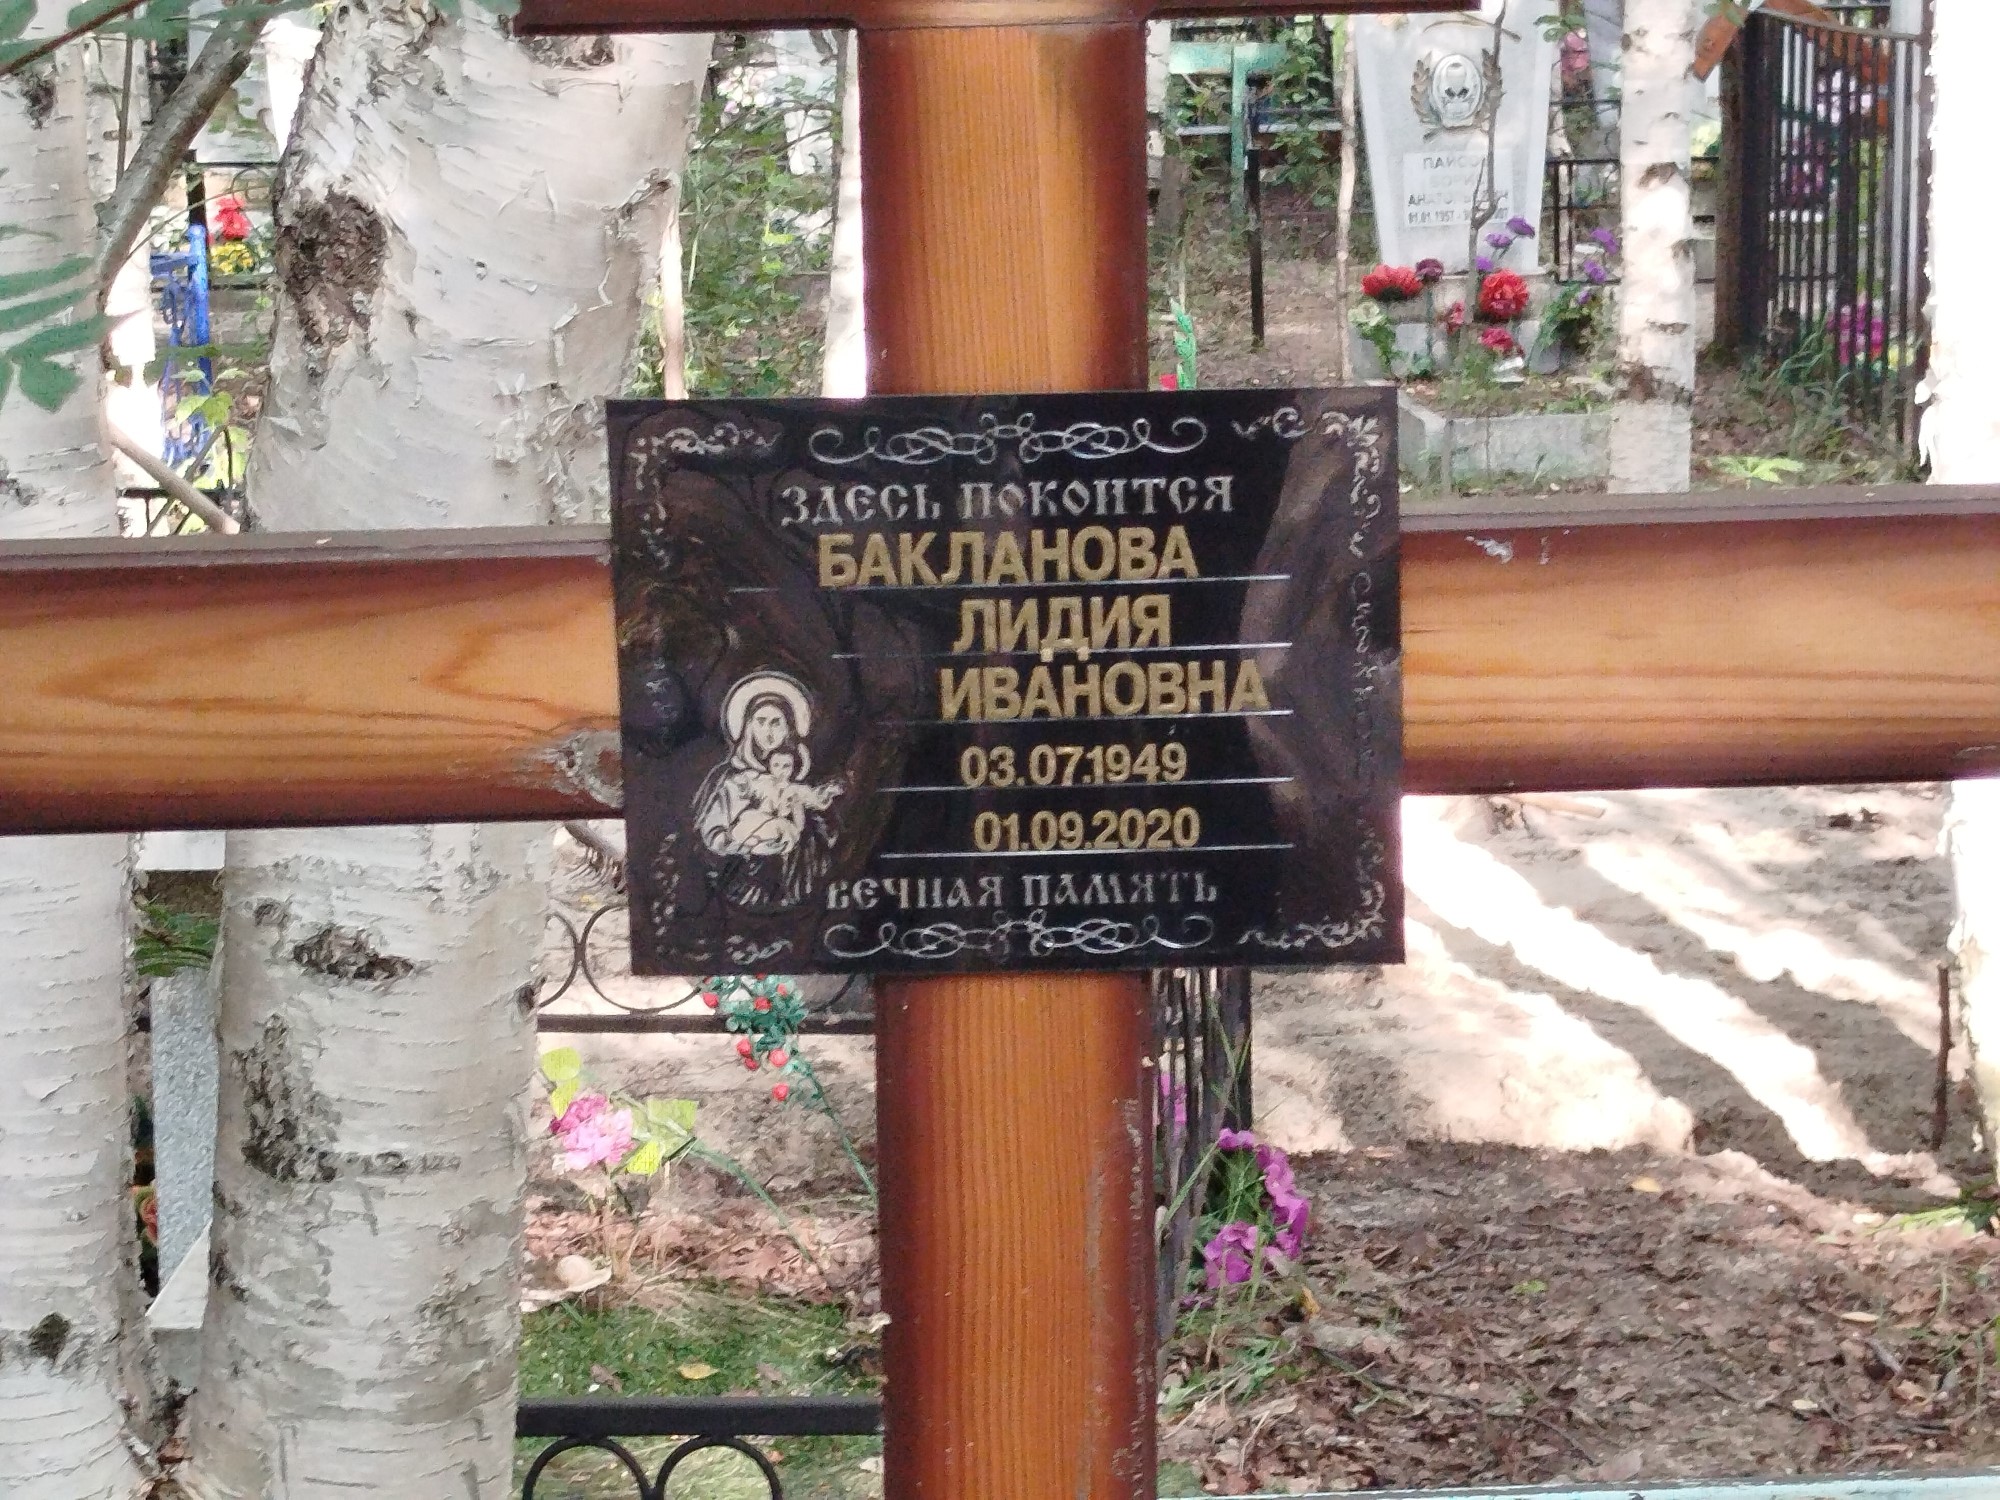 ЗДЕСЬ ПОКОИТСЯ
БАКЛАНОВА
ЛИДИЯ
ИВАНОВНА
03.07.1949
01.09.2020
ВЕЧНАЯ ПАМЯТЬ